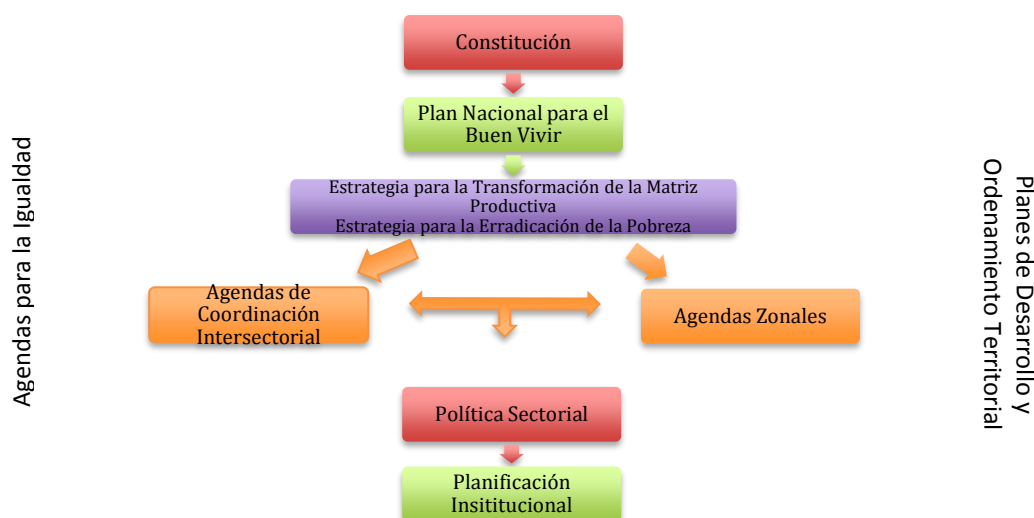 Constitución
Plan Nacional para el
Buen Vivir
Estrategia para la Transformación de la Matriz
Productiva
Estrategia para la Erradicación de la Pobreza
Agendas de
Coordinación
Intersectorial
Agendas Zonales
Política Sectorial
Planificación
Insititucional
Agendas para la Igualdad
Planes de Desarrollo y
Ordenamiento Territorial